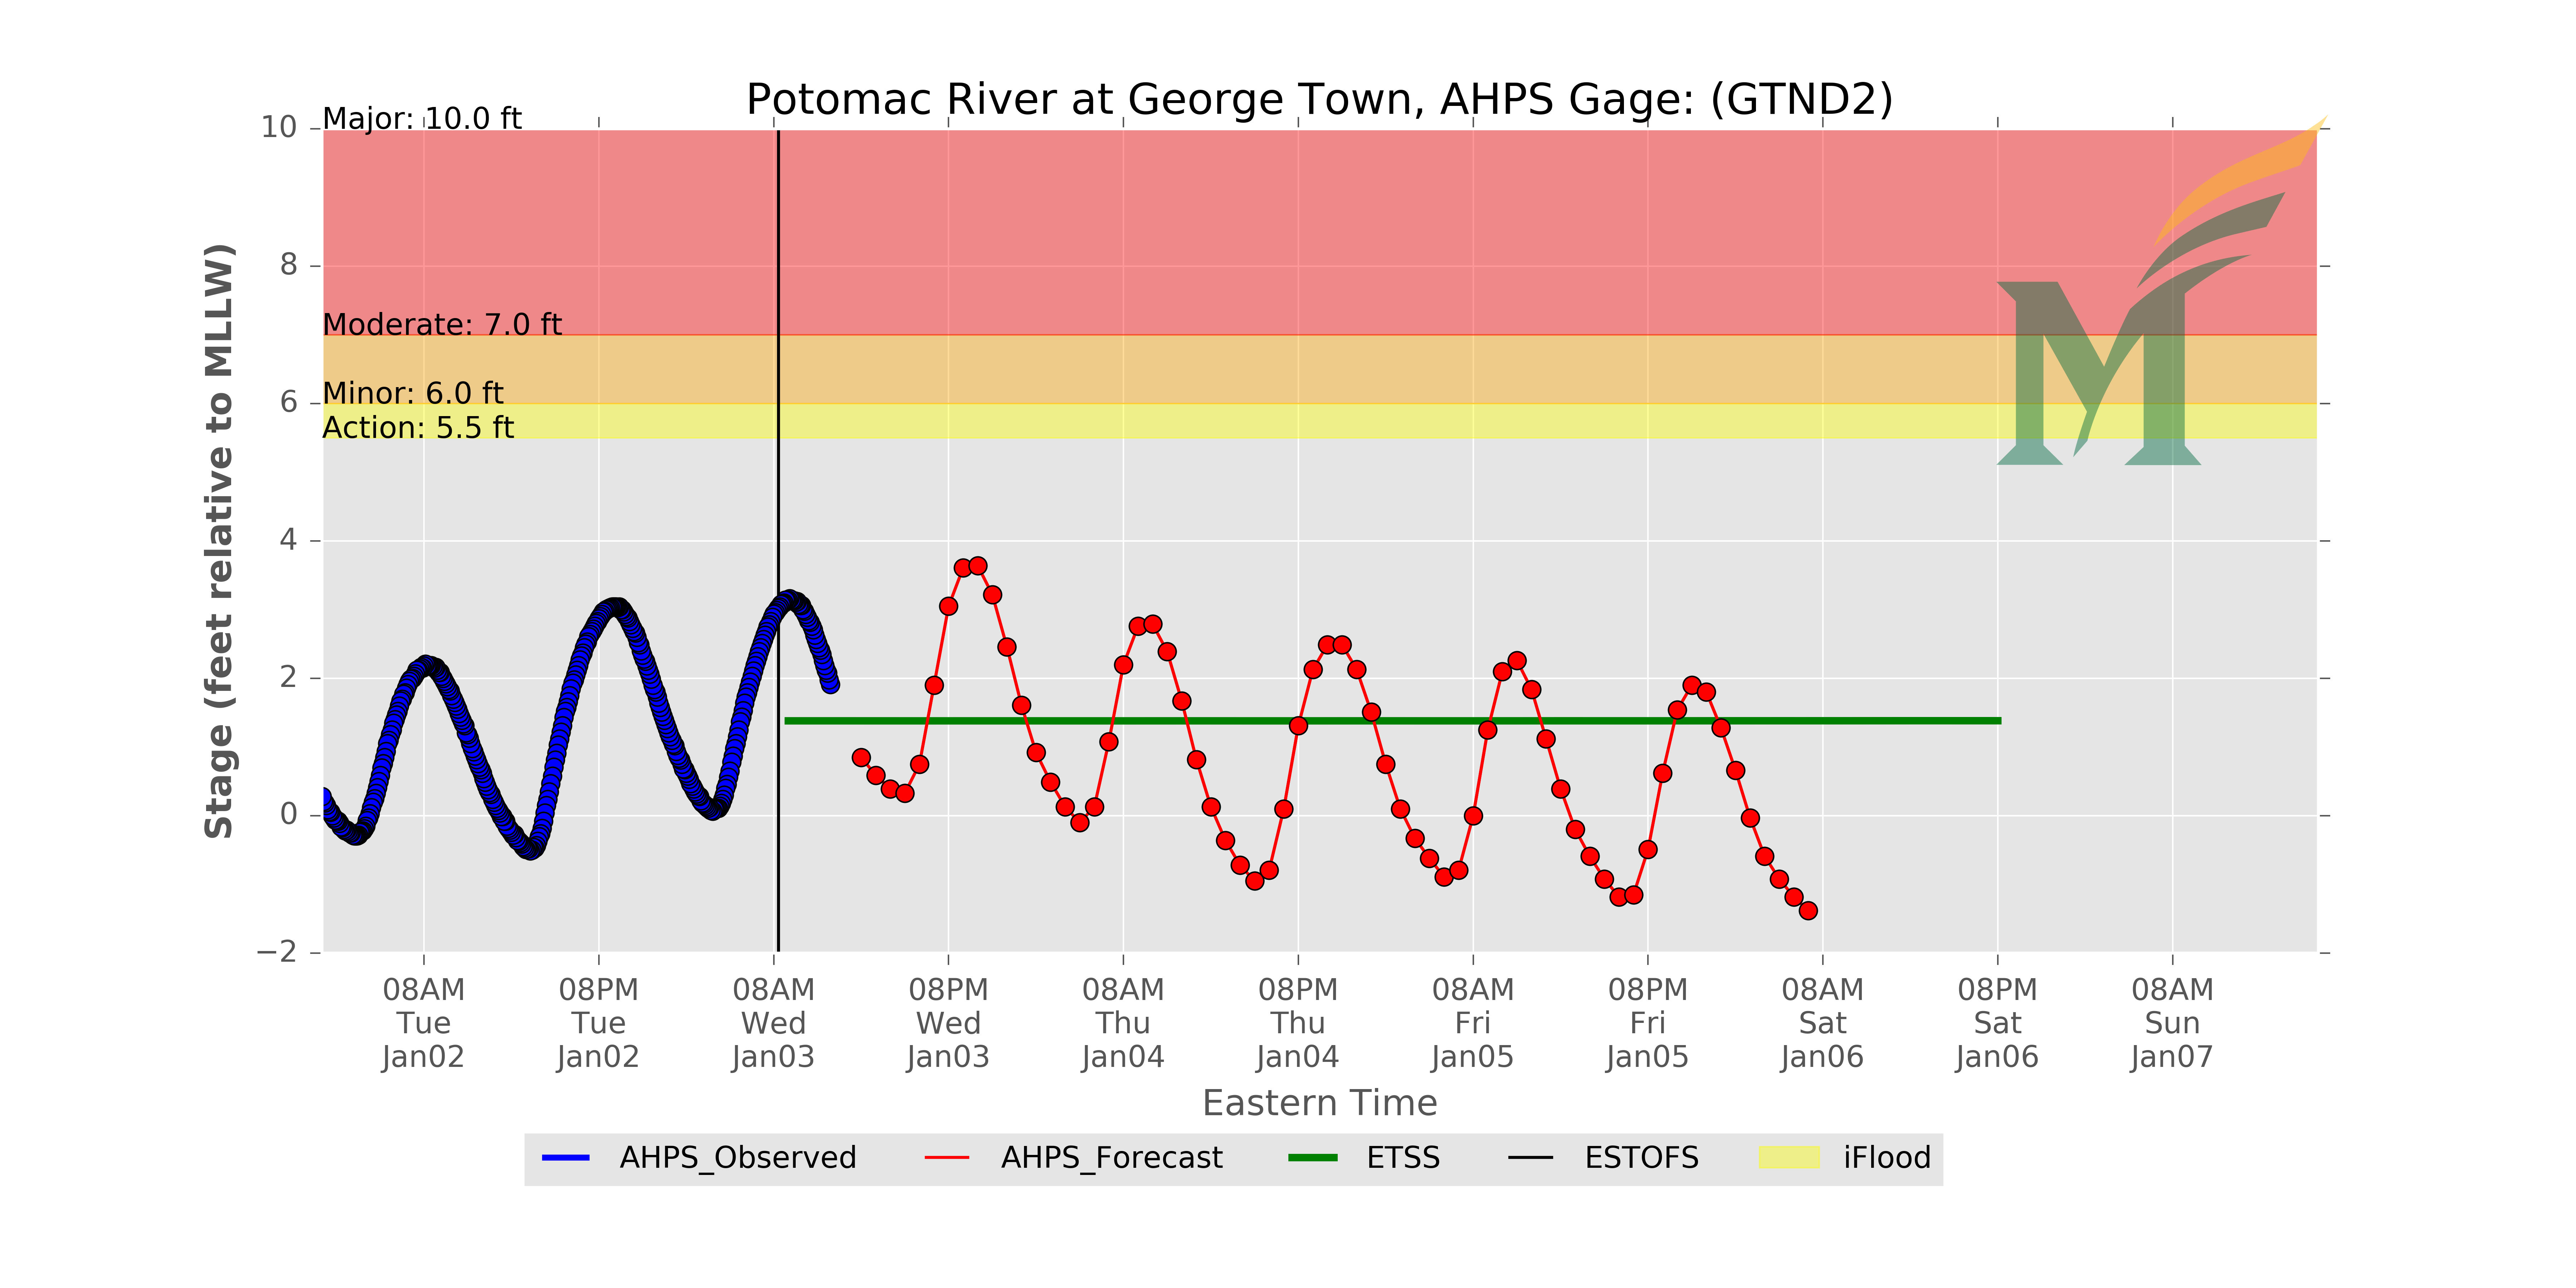 Potomac River at George Town, AHPS Gage: (GTND2)
Major: 10.0 ft
Moderate: 7.0 ft
Minor: 6.0 ft
Action: 5.5 ft
10
8
6
4
2
0
−2
Stage (feet relative to MLLW)
08AM 08PM 08AM 08PM 08AM 08PM 08AM 08PM 08AM 08PM 08AM
Tue Tue Wed Wed Thu Thu Fri Fri Sat Sat Sun
Jan02 Jan02 Jan03 Jan03 Jan04 Jan04 Jan05 Jan05 Jan06 Jan06 Jan07
Eastern Time
AHPS_Observed AHPS_Forecast ETSS ESTOFS iFlood
M